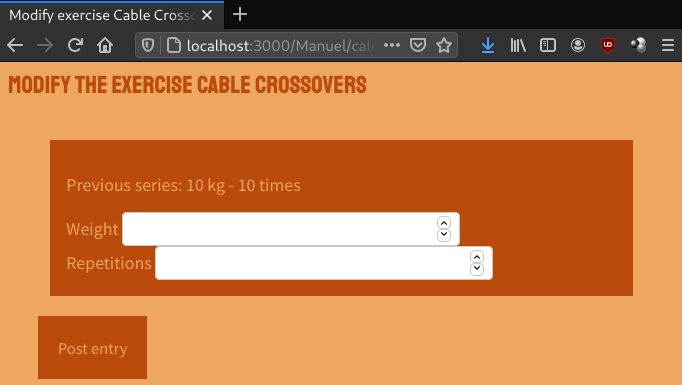 Modify exercise Cable Cross
localhost:3000/Manuel/cal
MODIFY THE EXERCISE CABLE CROSSOVERS
Previous series: 10 kg - 10 times
Weight
Repetitions
Post entry